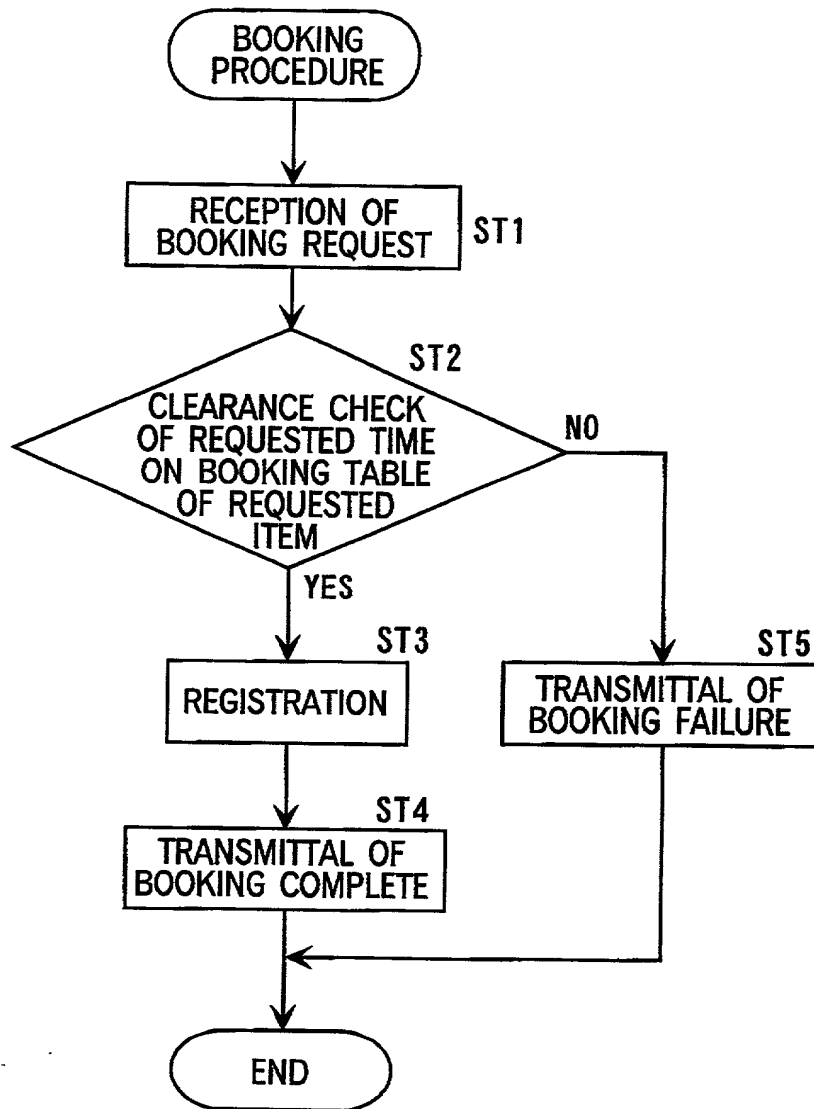 BOOKING
PROCEDURE
RECEPTION OF
BOOKING REQUEST
ST1
ST2
CLEARANCE CHECK
OF REQUESTED TIME
ON BOOKING TABLE
OF REQUESTED
ITEM
NO
YES
ST3
REGISTRATION
ST5
TRANSMITTAL OF
BOOKING FAILURE
ST4
TRANSMITTAL OF
BOOKING COMPLETE
END